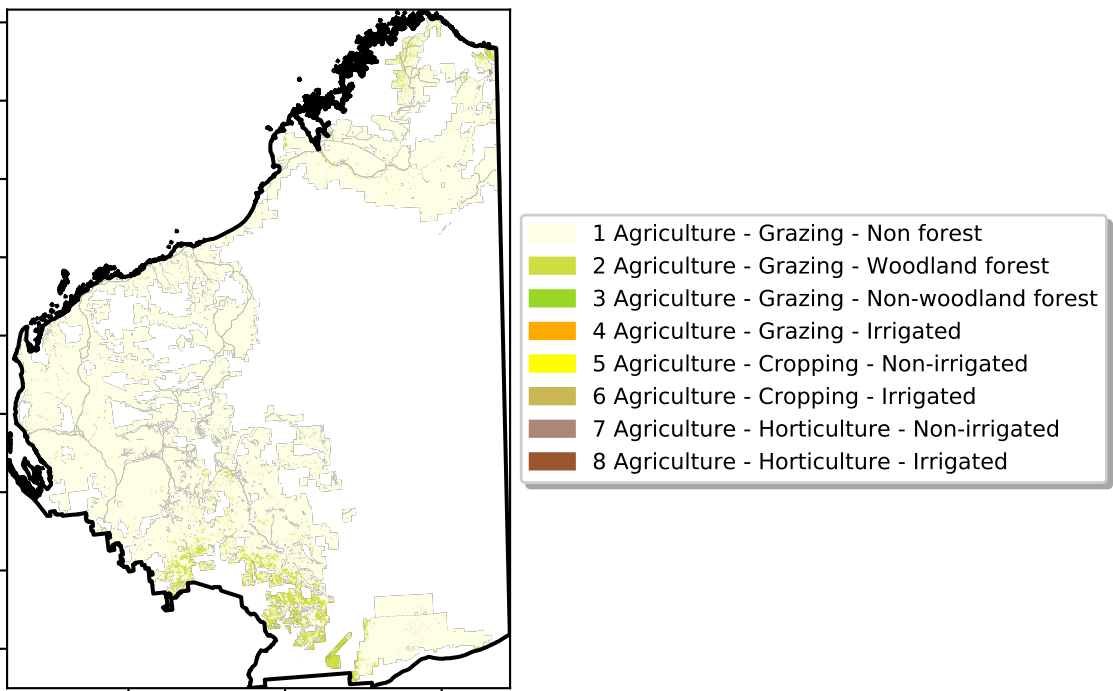 1 Agriculture - Grazing - Non forest
2 Agriculture - Grazing - Woodland forest
3 Agriculture - Grazing - Non-woodland forest
4 Agriculture - Grazing - Irrigated
5 Agriculture - Cropping - Non-irrigated
6 Agriculture - Cropping - Irrigated
7 Agriculture - Horticulture - Non-irrigated
8 Agriculture - Horticulture - Irrigated